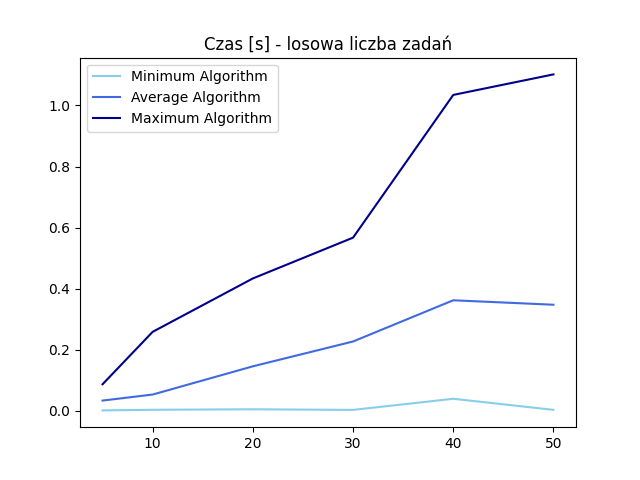 Czas [s] - losowa liczba zadań
Minimum Algorithm
Average Algorithm
Maximum Algorithm
1.0
0.8
0.6
0.4
0.2
0.0
10 20 30 40 50